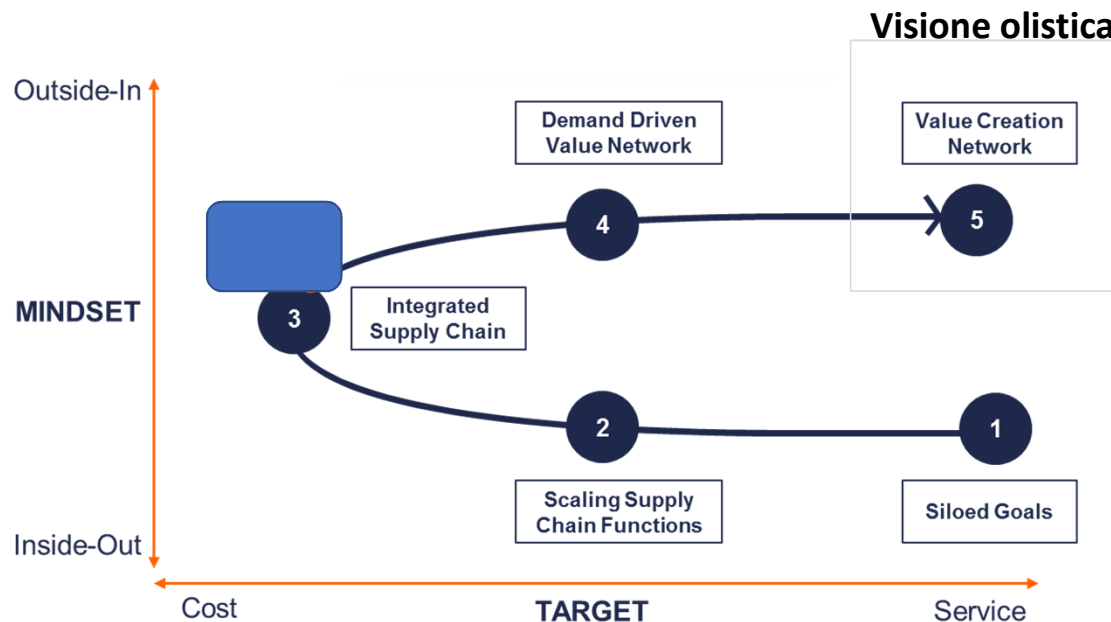 Visione olistica
Outside-In
Demand Driven
Value Network
Value Creation
Network
4
5
MINDSET
3
Integrated
Supply Chain
2
1
Scaling Supply
Chain Functions
Siloed Goals
Inside-Out
Cost
TARGET
Service